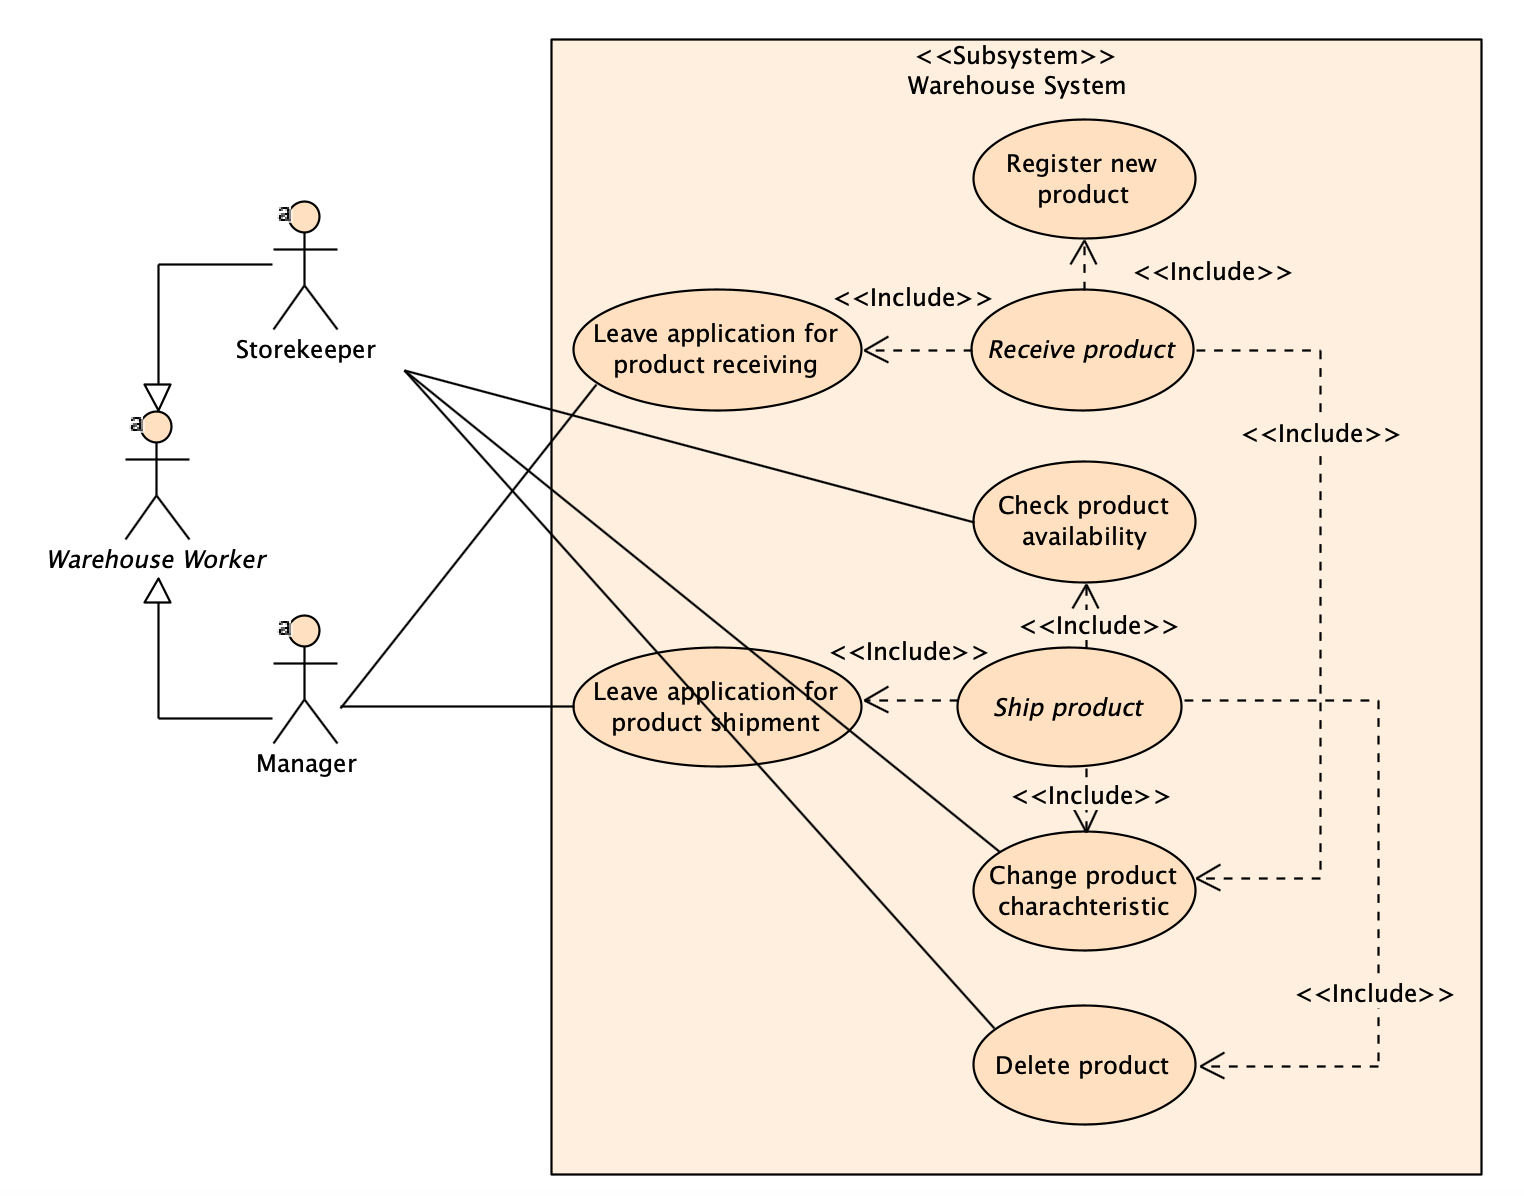 <<Subsystem>>
Warehouse System
Register new
product
<<Include>>
<<Include>>
a
Storekeeper
Leave application for
product receiving
Receive product
<<Include>>
a
Warehouse Worker
Check product
availability
<<Include>>
<<Include>>
a
Manager
Leave application for
product shipment
Ship product
<<Include>>
Change product
charachteristic
<<Include>>
Delete product